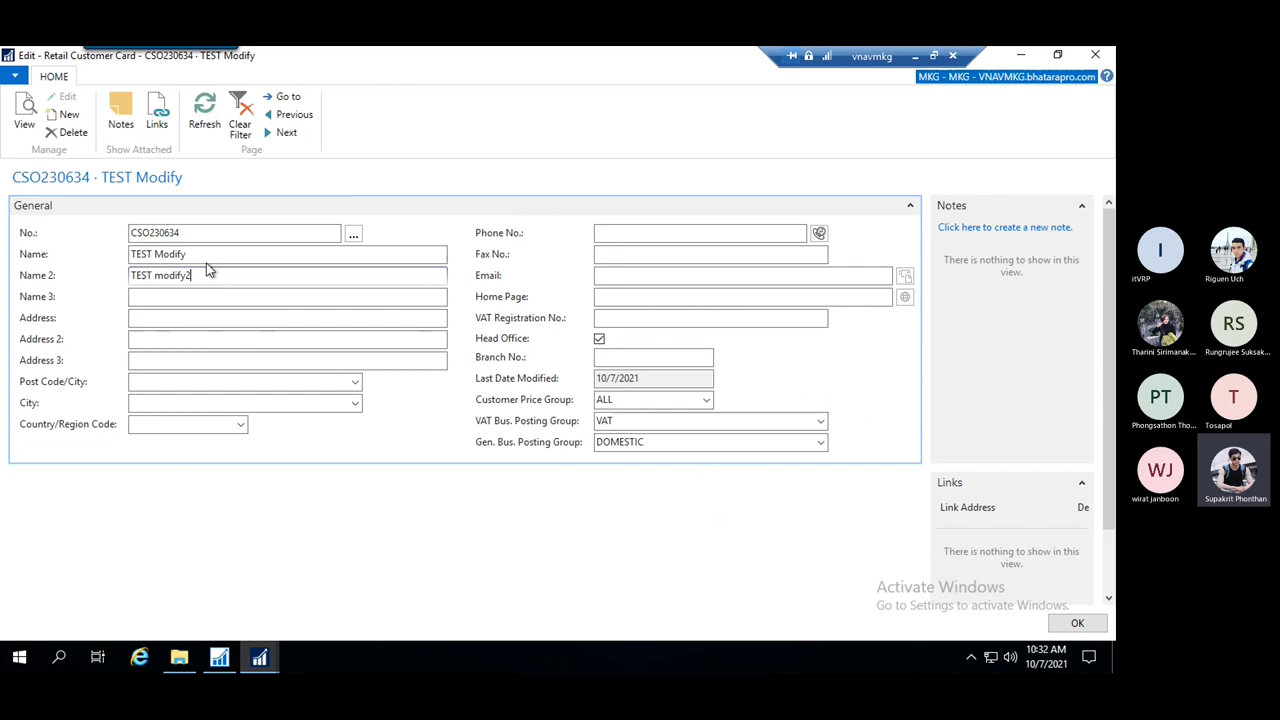 Edit - Retail Customer Card - CSO230634 · TEST Modify
vnavmkg
HOME
MKG - MKG - VNAVMKG.bhatarapro.com
View
Edit
New
Delete
Manage
Notes
Links
Show Attached
Refresh
Clear
Filter
Go to
Previous
Next
Page
CSO230634 · TEST Modify
General
No.: CSO230634 ...
Name: TEST Modify
Name 2: TEST modify2
Name 3:
Address:
Address 2:
Address 3:
Post Code/City:
City:
Country/Region Code:
Phone No.:
Fax No.:
Email:
Home Page:
VAT Registration No.:
Head Office:
Branch No.:
Last Date Modified: 10/7/2021
Customer Price Group: ALL
VAT Bus. Posting Group: VAT
Gen. Bus. Posting Group: DOMESTIC
Notes
Click here to create a new note.
There is nothing to show in this
view.
Links
Link Address De
There is nothing to show in this
view.
Activate Windows
Go to Settings to activate Windows.
OK
10:32 AM
10/7/2021
I
itVRP
Riguen Uch
Tharini Sirimanak...
RS
Rungrujee Suksak...
PT
Phongsathon Tho...
T
Tosapol
WJ
wirat janboon
Supakrit Phonthan